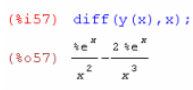 (%i57) diff(y(x),x);
(%o57) %e^x/x^2 - 2 %e^x/x^3